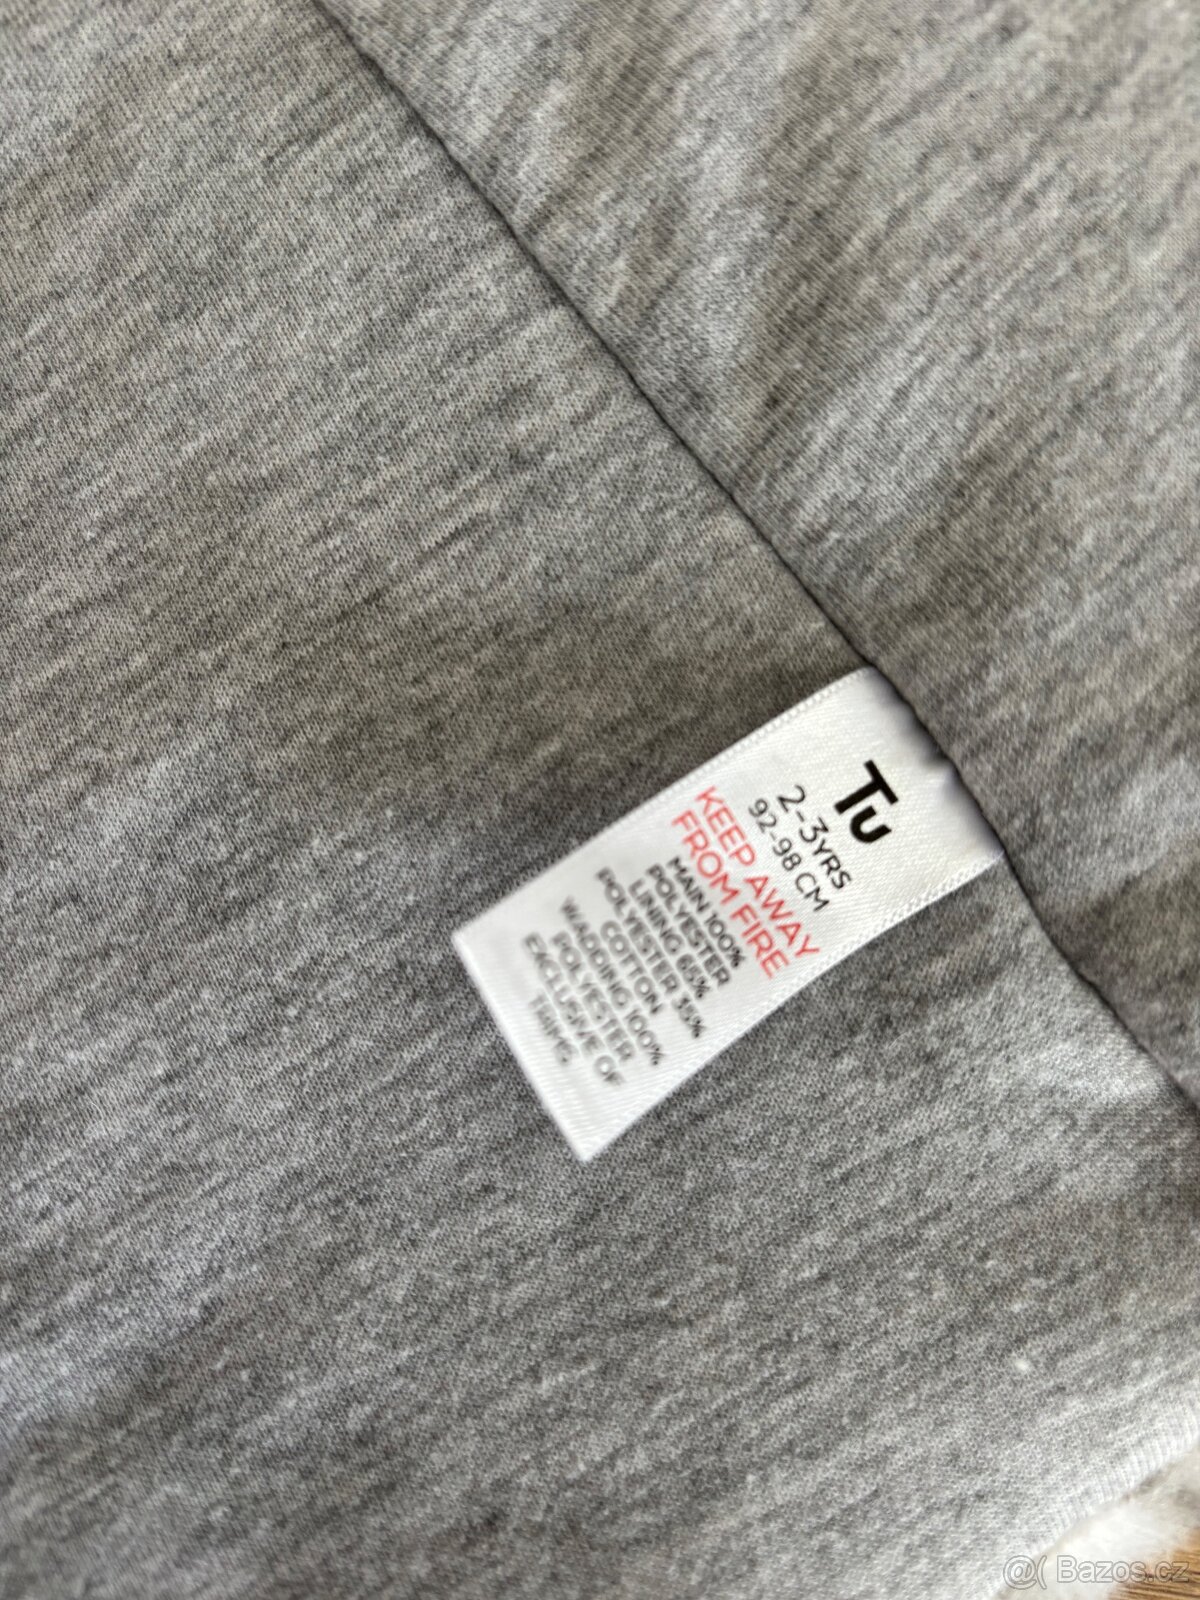 Tu
2-3YRS
92-98 CM
KEEP AWAY
FROM FIRE
MAIN 100%
POLYESTER
LINING 65%
POLYESTER 35%
COTTON
WADDING 100%
POLYESTER
EXCLUSIVE OF
TRIMS
@( Bazos.cz